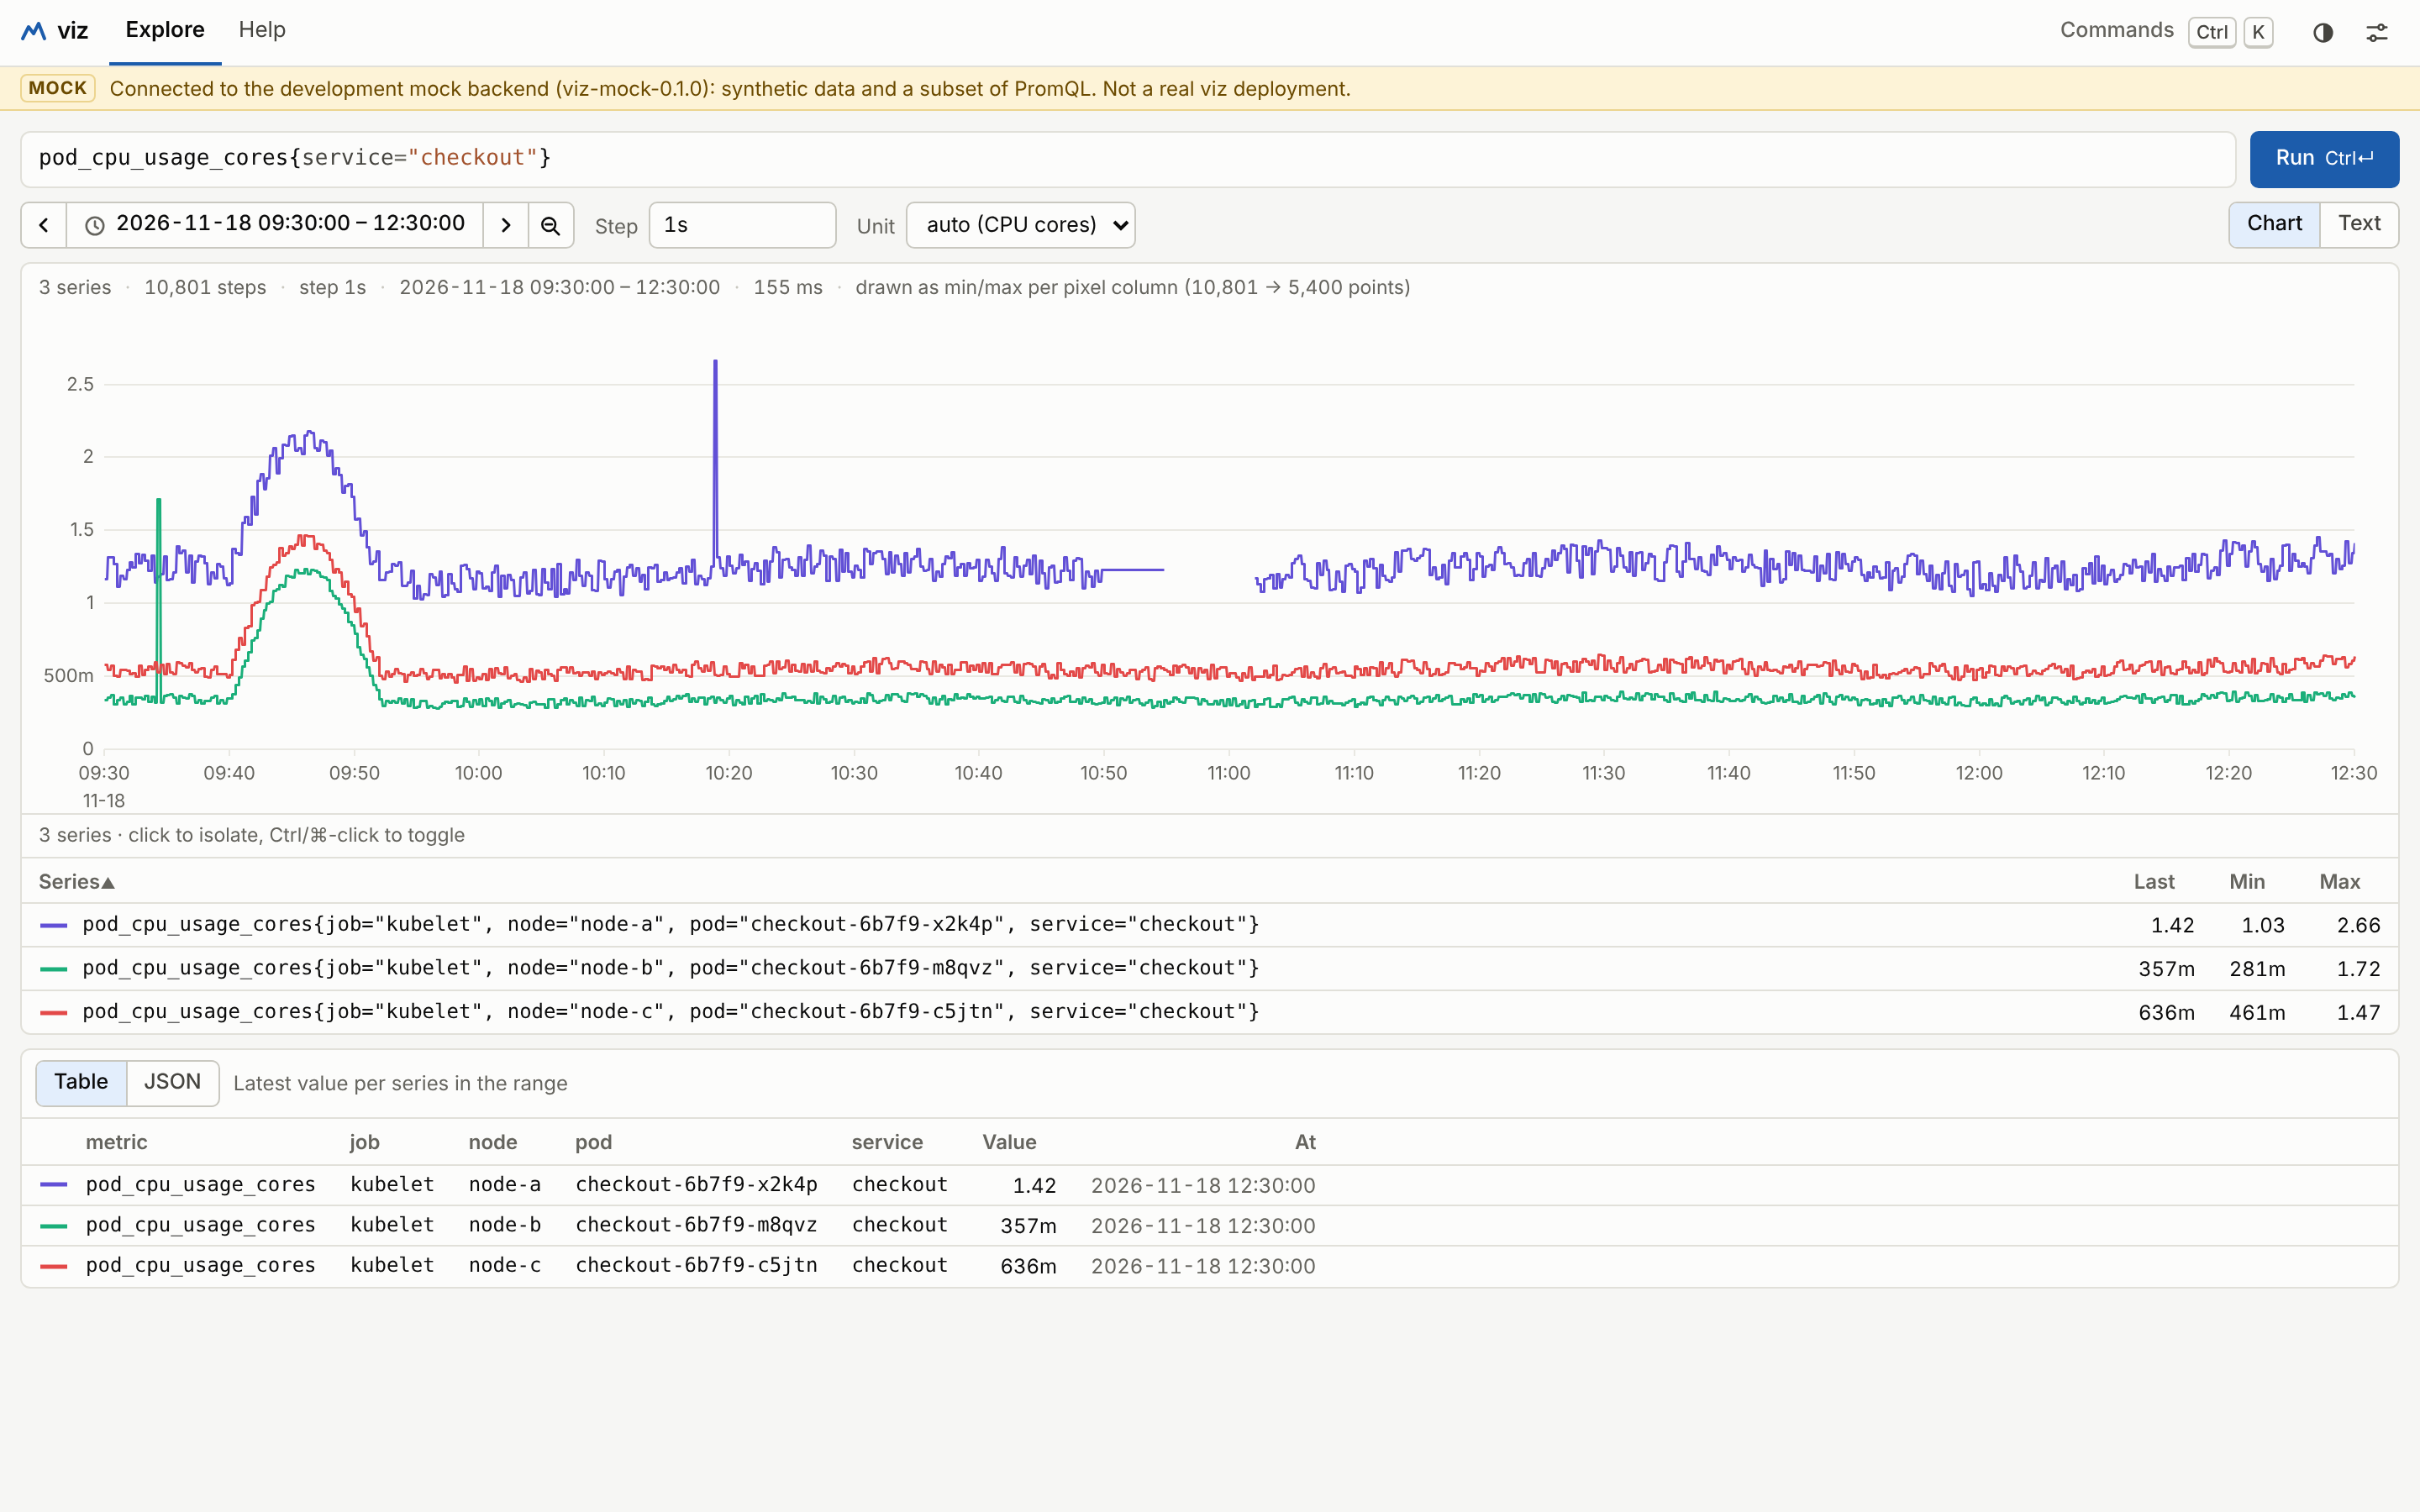 viz Explore Help Commands Ctrl K
MOCK Connected to the development mock backend (viz-mock-0.1.0): synthetic data and a subset of PromQL. Not a real viz deployment.
pod_cpu_usage_cores{service="checkout"} Run Ctrl↵
2026-11-18 09:30:00 – 12:30:00 Step 1s Unit auto (CPU cores) Chart Text
3 series · 10,801 steps · step 1s · 2026-11-18 09:30:00 – 12:30:00 · 155 ms · drawn as min/max per pixel column (10,801 → 5,400 points)
2.5
2
1.5
1
500m
0
09:30 09:40 09:50 10:00 10:10 10:20 10:30 10:40 10:50 11:00 11:10 11:20 11:30 11:40 11:50 12:00 12:10 12:20 12:30
11-18
3 series · click to isolate, Ctrl/⌘-click to toggle
Series▲ Last Min Max
pod_cpu_usage_cores{job="kubelet", node="node-a", pod="checkout-6b7f9-x2k4p", service="checkout"} 1.42 1.03 2.66
pod_cpu_usage_cores{job="kubelet", node="node-b", pod="checkout-6b7f9-m8qvz", service="checkout"} 357m 281m 1.72
pod_cpu_usage_cores{job="kubelet", node="node-c", pod="checkout-6b7f9-c5jtn", service="checkout"} 636m 461m 1.47
Table JSON Latest value per series in the range
metric job node pod service Value At
pod_cpu_usage_cores kubelet node-a checkout-6b7f9-x2k4p checkout 1.42 2026-11-18 12:30:00
pod_cpu_usage_cores kubelet node-b checkout-6b7f9-m8qvz checkout 357m 2026-11-18 12:30:00
pod_cpu_usage_cores kubelet node-c checkout-6b7f9-c5jtn checkout 636m 2026-11-18 12:30:00